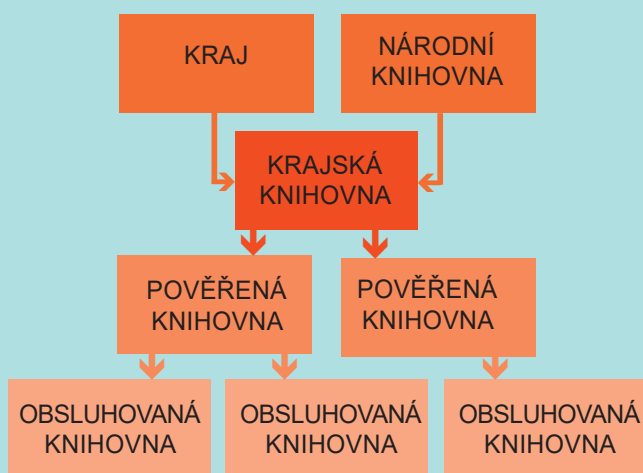 KRAJ
NÁRODNÍ
KNIHOVNA
KRAJSKÁ
KNIHOVNA
POVĚŘENÁ
KNIHOVNA
POVĚŘENÁ
KNIHOVNA
OBSLUHOVANÁ
KNIHOVNA
OBSLUHOVANÁ
KNIHOVNA
OBSLUHOVANÁ
KNIHOVNA